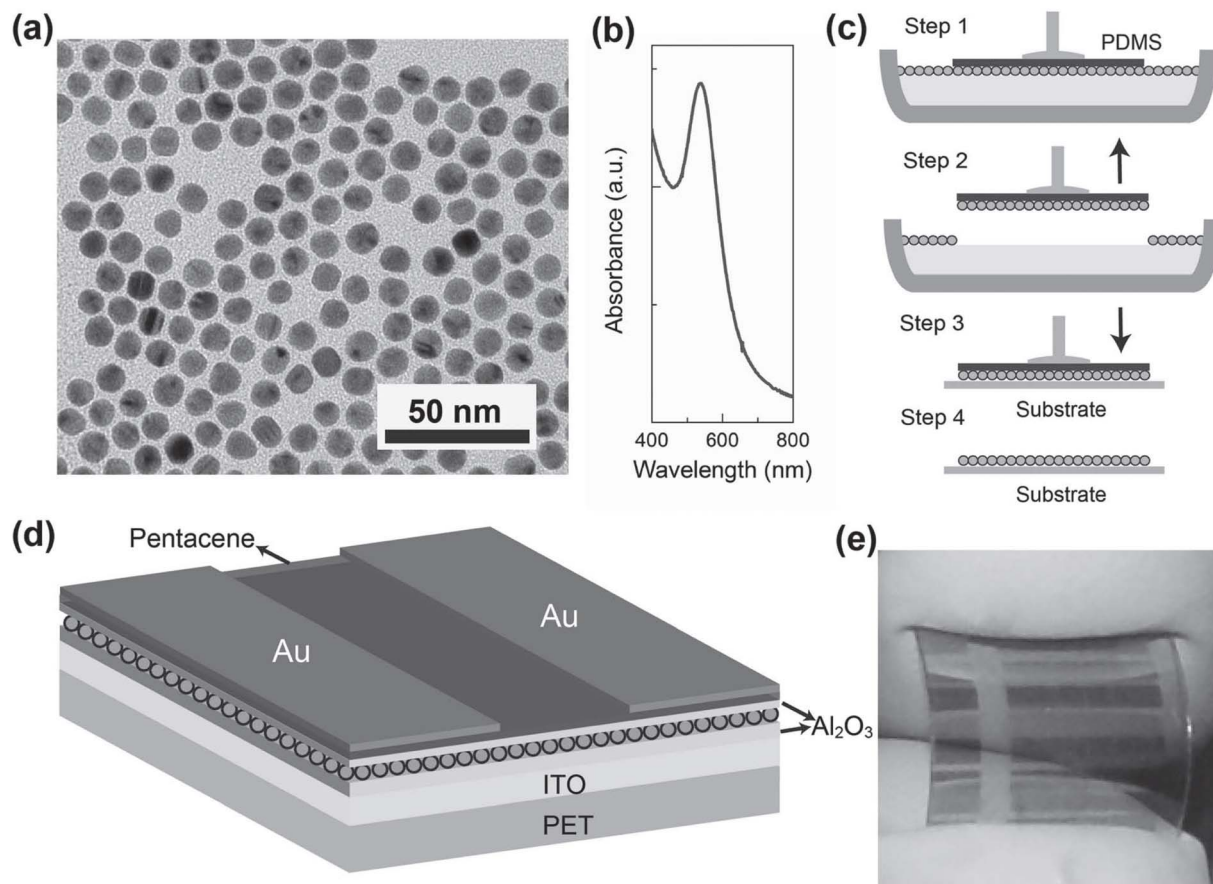 (a)
50 nm
(b)
Absorbance (a.u.)
400 600 800
Wavelength (nm)
(c)
Step 1
PDMS
Step 2
Step 3
Substrate
Step 4
Substrate
(d)
Pentacene
Au
Au
Al₂O₃
ITO
PET
(e)